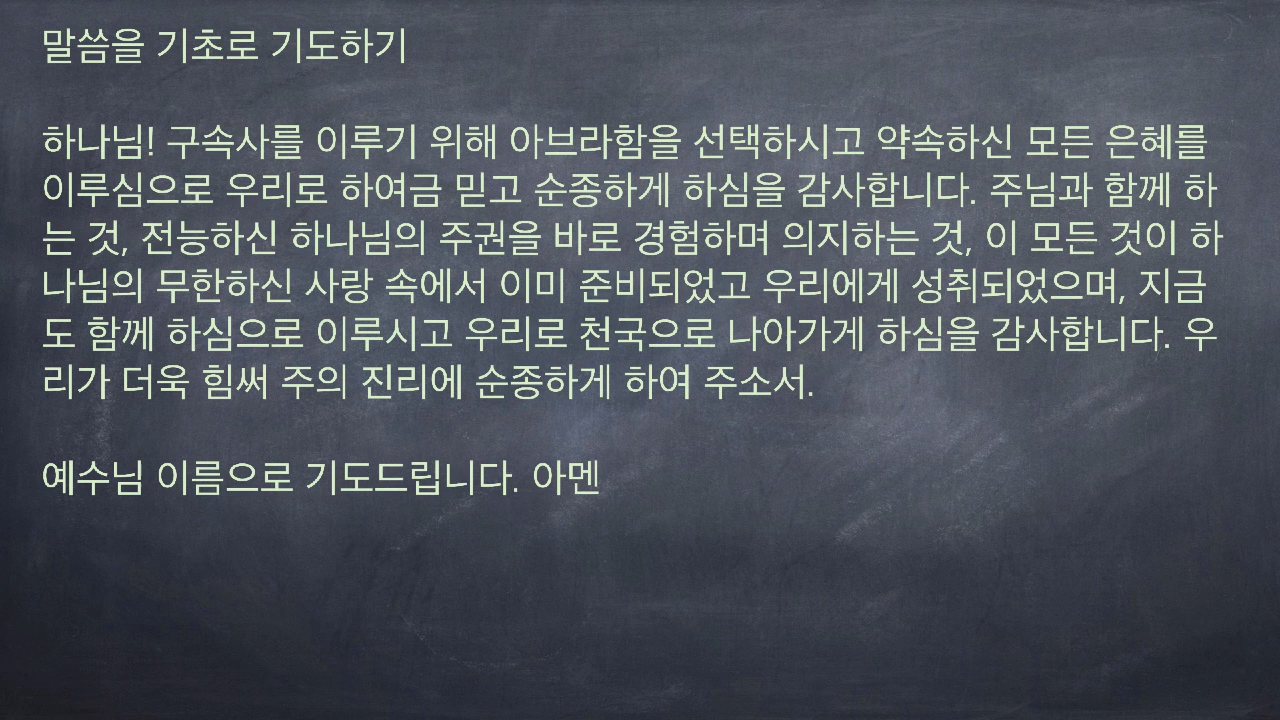 말씀을 기초로 기도하기
하나님! 구속사를 이루기 위해 아브라함을 선택하시고 약속하신 모든 은혜를
이루심으로 우리로 하여금 믿고 순종하게 하심을 감사합니다. 주님과 함께 하
는 것, 전능하신 하나님의 주권을 바로 경험하며 의지하는 것, 이 모든 것이 하
나님의 무한하신 사랑 속에서 이미 준비되었고 우리에게 성취되었으며, 지금
도 함께 하심으로 이루시고 우리로 천국으로 나아가게 하심을 감사합니다. 우
리가 더욱 힘써 주의 진리에 순종하게 하여 주소서.
예수님 이름으로 기도드립니다. 아멘